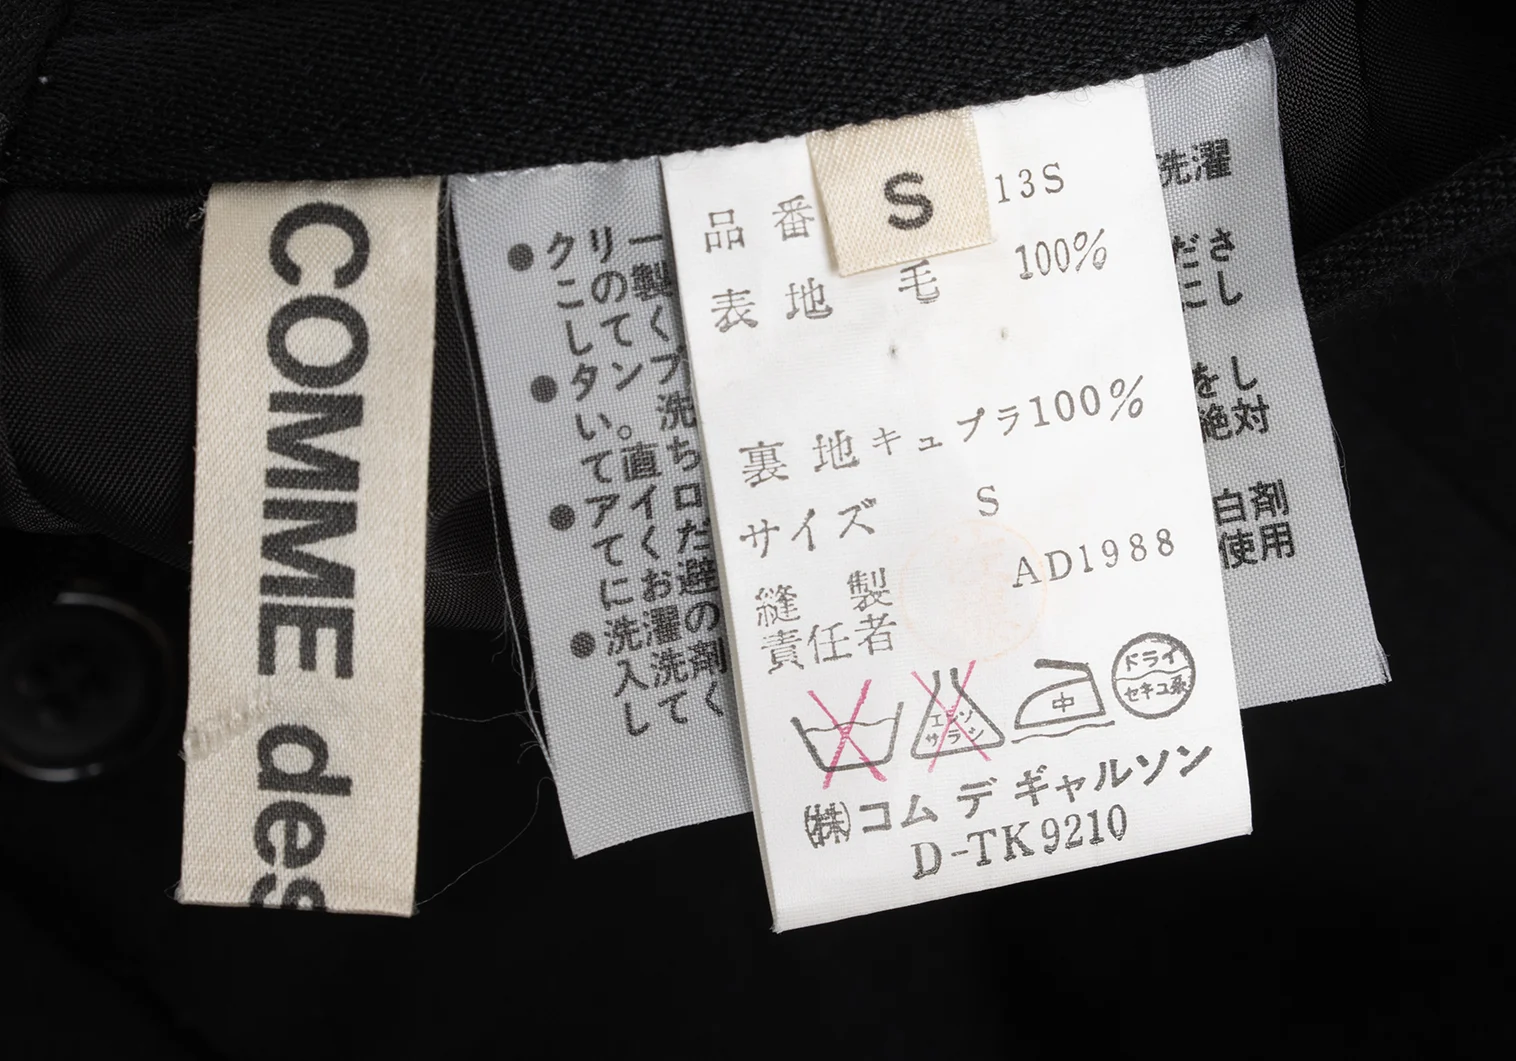 COMME des
●クリー
こので製く
しン。プ
●タ
いて直ち
洗
ロ
●アイ
てくだ
にお避
●洗濯の
入洗剤
してく
S
品番 13S
表地 毛 100%
裏地 キュプラ100%
サイズ S
AD1988
縫製
責任者
エンソ
サラシ
中
ドライ
セキユ系
㈱コムデギャルソン
D-TK9210
洗濯
ださ
こし
をし
絶対
白剤
使用